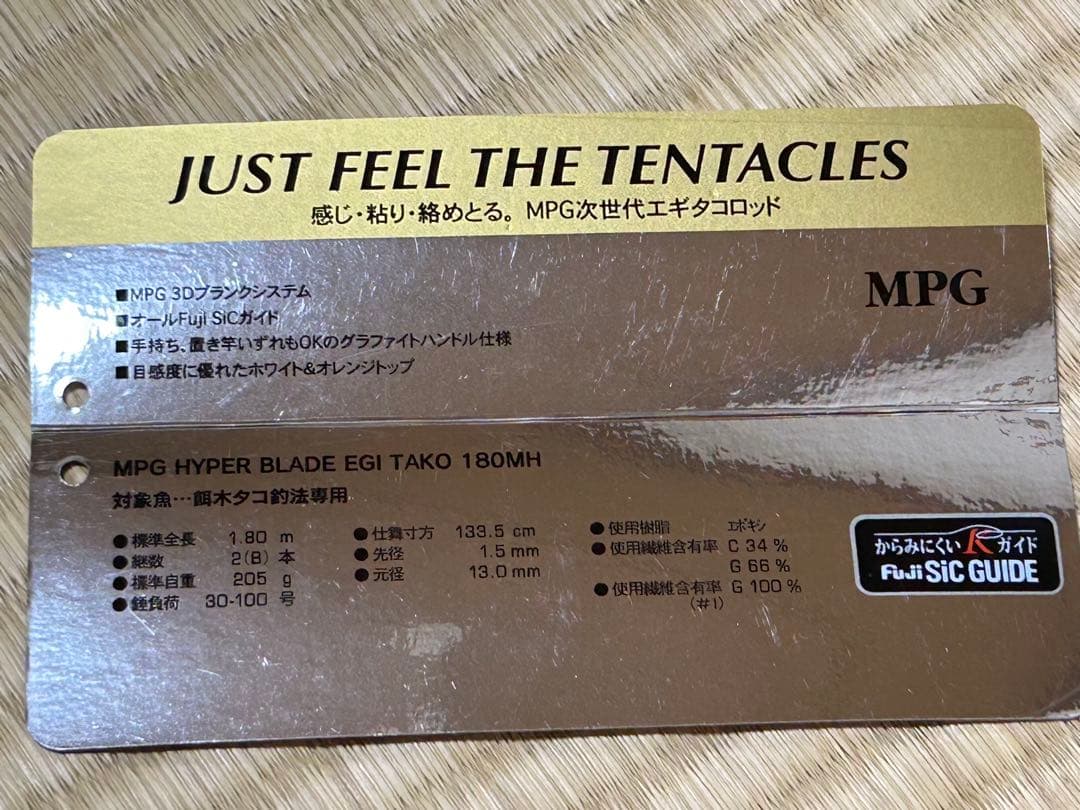 JUST FEEL THE TENTACLES
感じ・粘り・絡めとる。MPG次世代エギタコロッド
MPG
■MPG 3Dブランクシステム
■オールFuji SiCガイド
■手持ち、置き竿いずれもOKのグラファイトハンドル仕様
■目感度に優れたホワイト&オレンジトップ
MPG HYPER BLADE EGI TAKO 180MH
対象魚…餌木タコ釣法専用
●標準全長 1.80 m
●継数 2(B) 本
●標準自重 205 g
●錘負荷 30-100 号
●仕舞寸方 133.5 cm
●先径 1.5 mm
●元径 13.0 mm
●使用樹脂 エポキシ
●使用繊維含有率 C 34 %
G 66 %
●使用繊維含有率 G 100 %
(#1)
からみにくいKガイド
Fuji SiC GUIDE